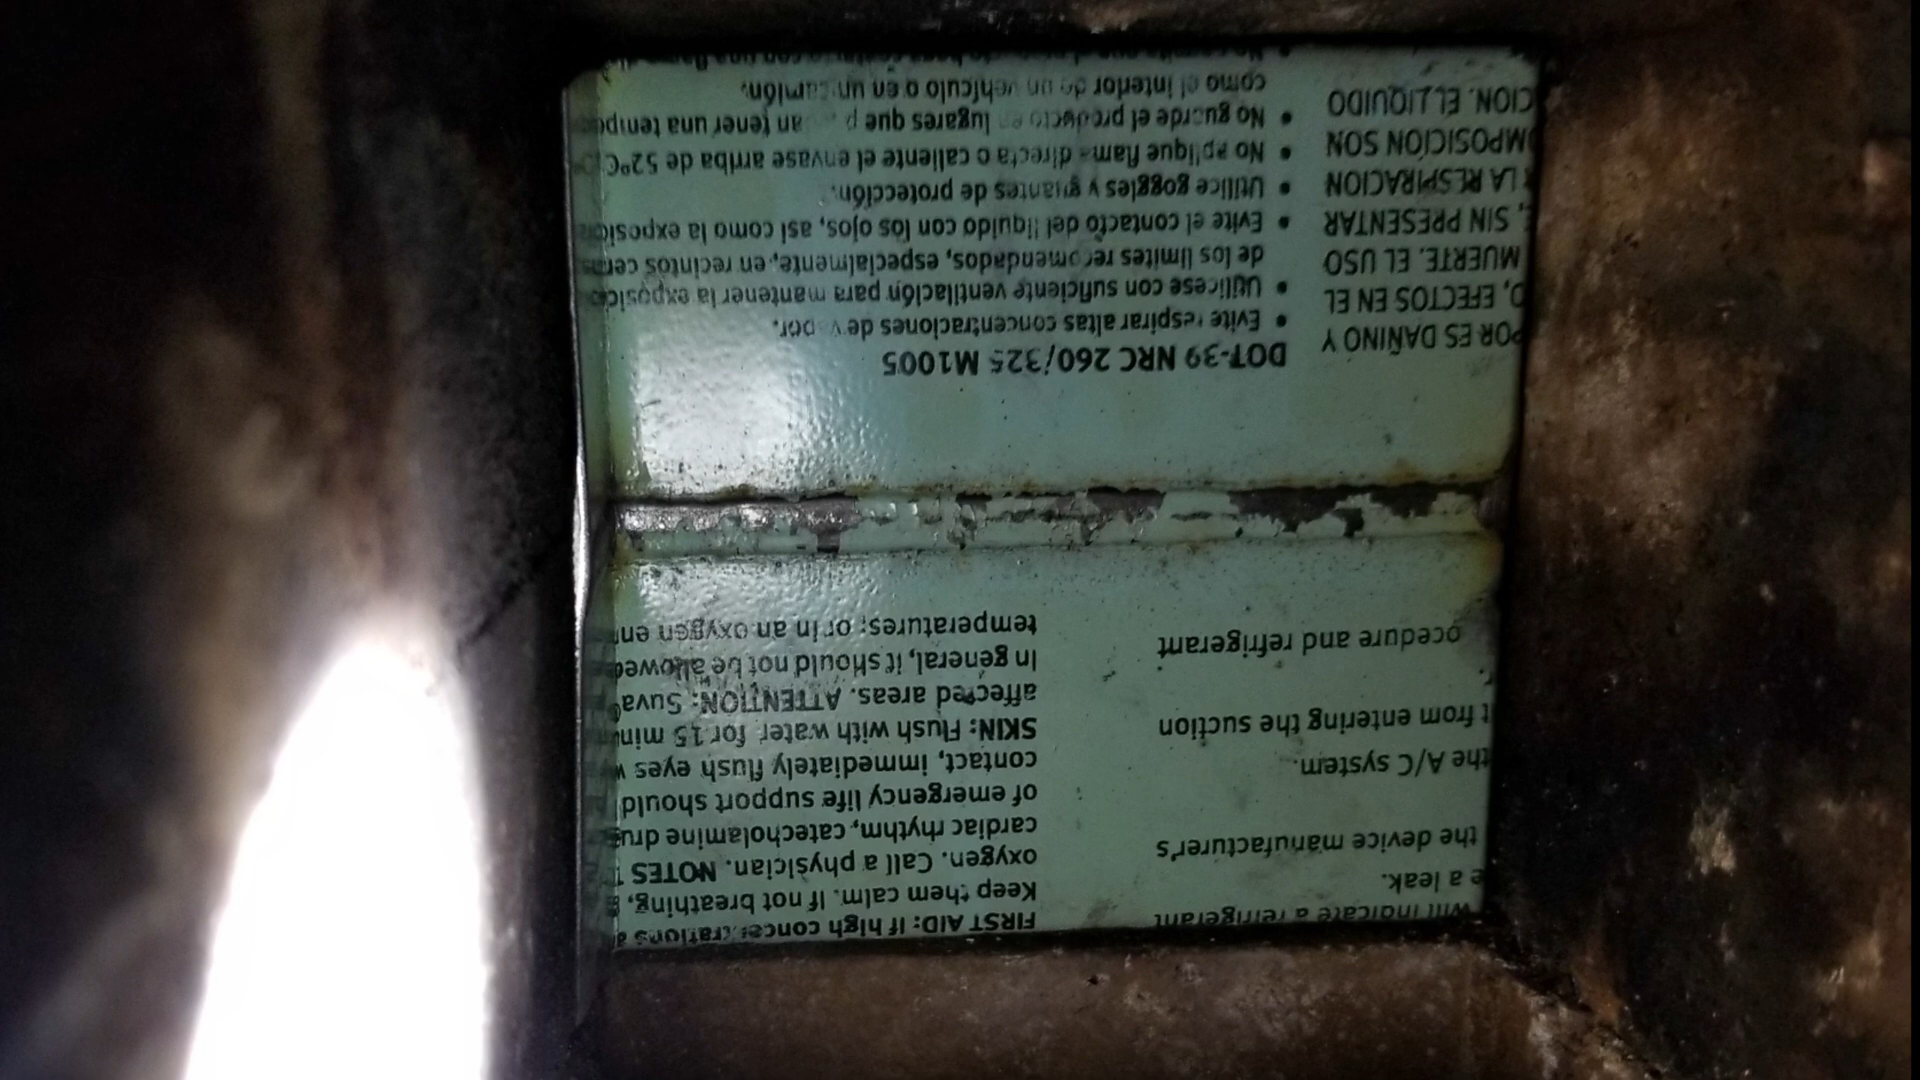 will indicate a refrigerant
e a leak.
the device manufacturer's
the A/C system.
t from entering the suction
ocedure and refrigerant
FIRST AID: If high concentrations
Keep them calm. If not breathing,
oxygen. Call a physician. NOTES
cardiac rhythm, catecholamine dru
of emergency life support should
contact, immediately flush eyes w
SKIN: Flush with water for 15 min
affected areas. ATTENTION: Suva®
In general, it should not be allowed
temperatures; or in an oxygen en
POR ES DAÑINO Y
O, EFECTOS EN EL
MUERTE. EL USO
E, SIN PRESENTAR
LA RESPIRACION
OMPOSICION SON
CION. EL LIQUIDO
DOT-39 NRC 260/325 M1005
• Evite respirar altas concentraciones de vapor.
• Utilícese con suficiente ventilación para mantener la exposició
de los límites recomendados, especialmente, en recintos cerra
• Evite el contacto del líquido con los ojos, así como la exposición
• Utilice goggles y guantes de protección.
• No aplique flama directa o caliente el envase arriba de 52°C
• No guarde el producto en lugares que puedan tener una tempe
como el interior de un vehículo o en un camión.